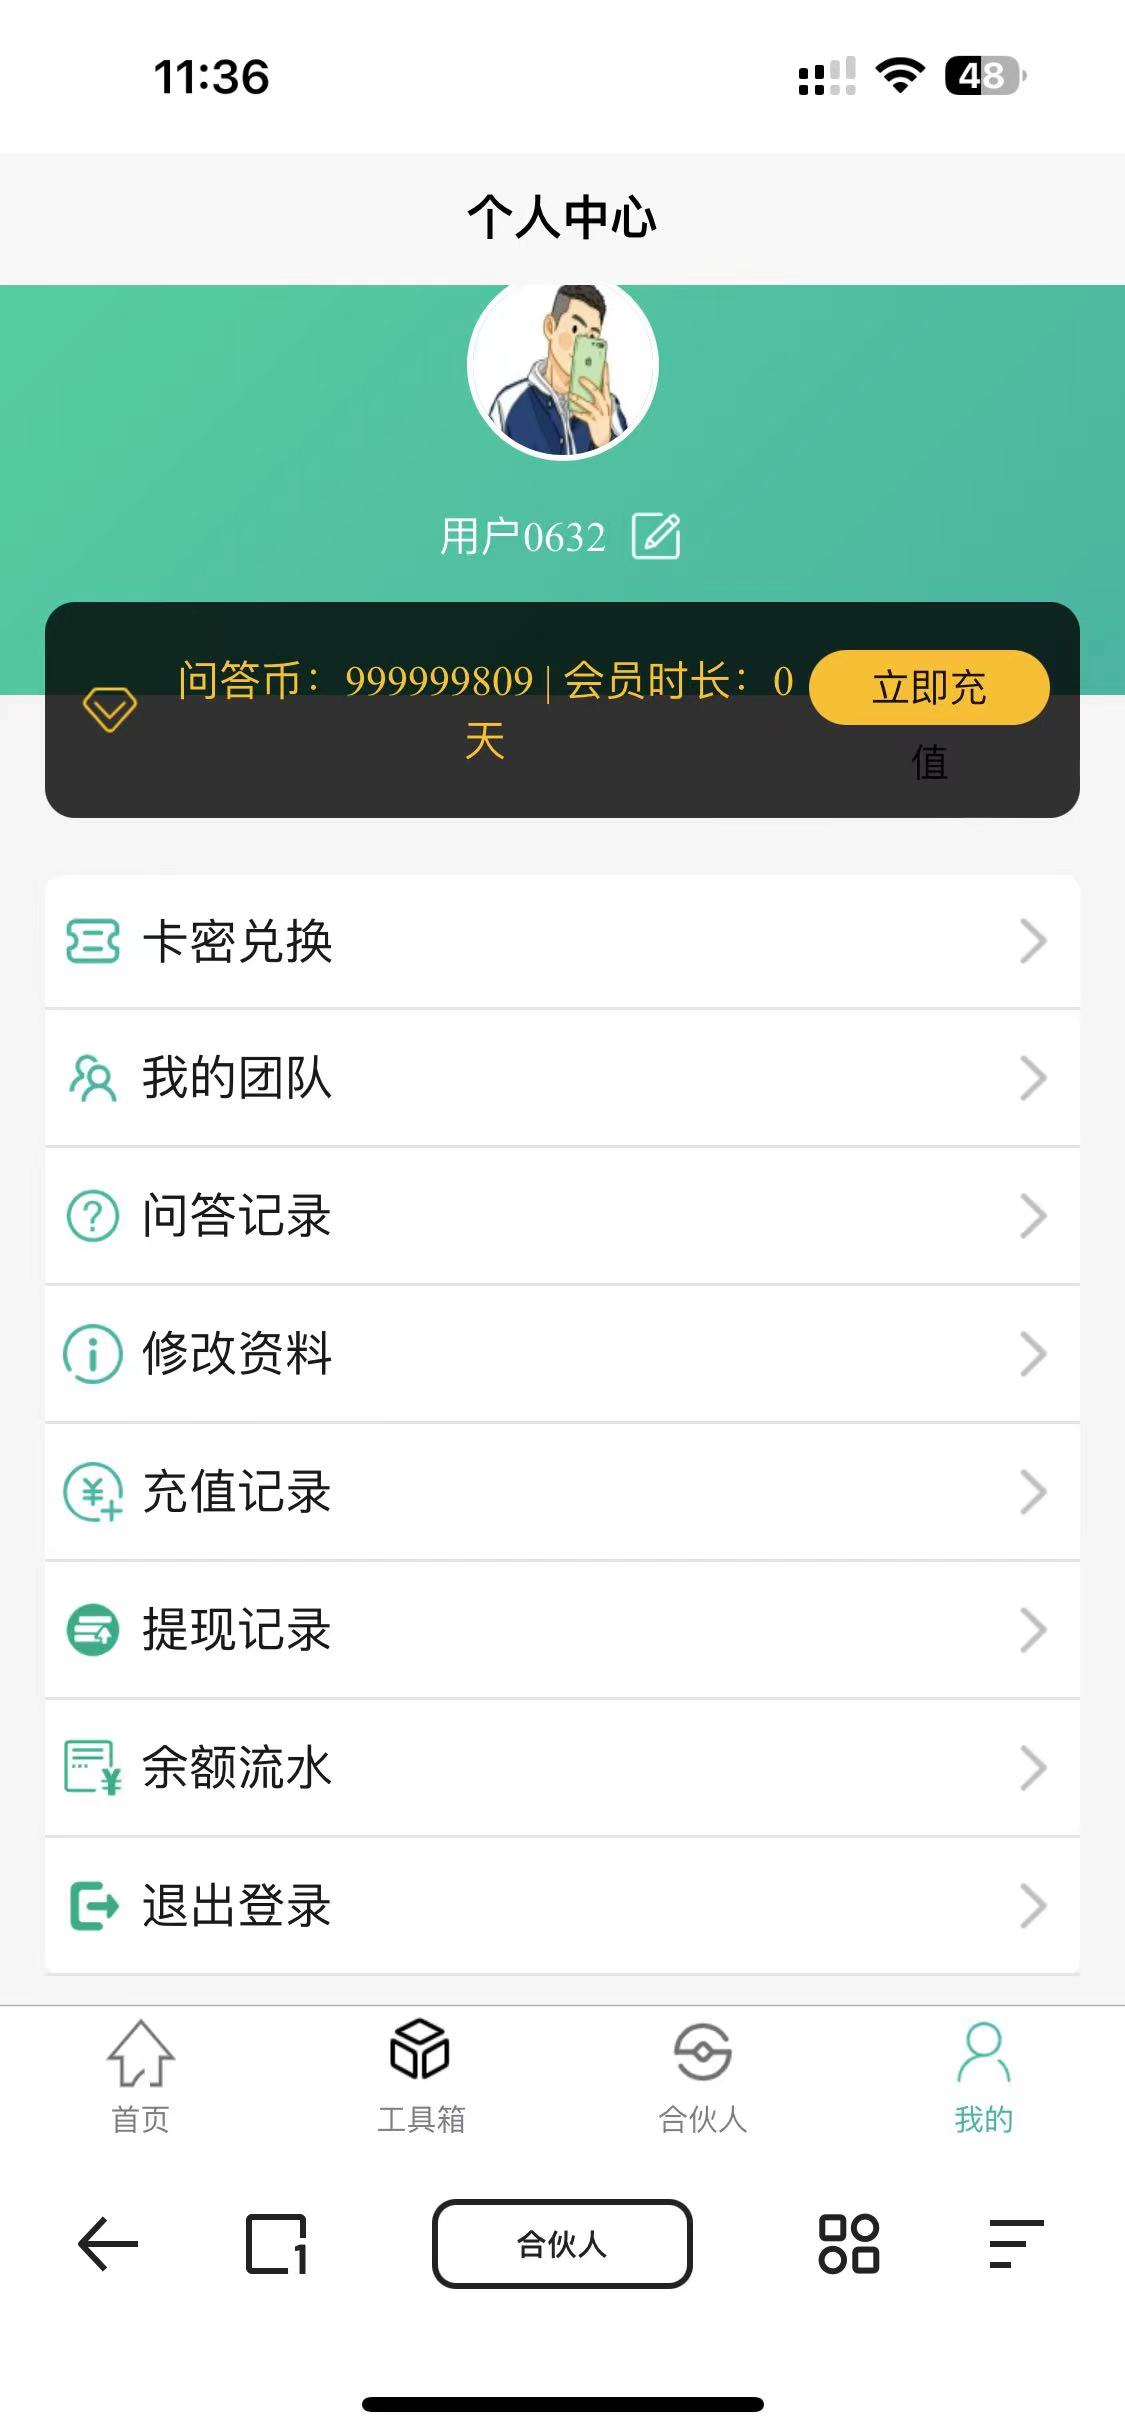 11:36
48
个人中心
用户0632
问答币：999999809 | 会员时长：0
天
立即充
值
卡密兑换
我的团队
问答记录
修改资料
充值记录
提现记录
余额流水
退出登录
首页
工具箱
合伙人
我的
1
合伙人